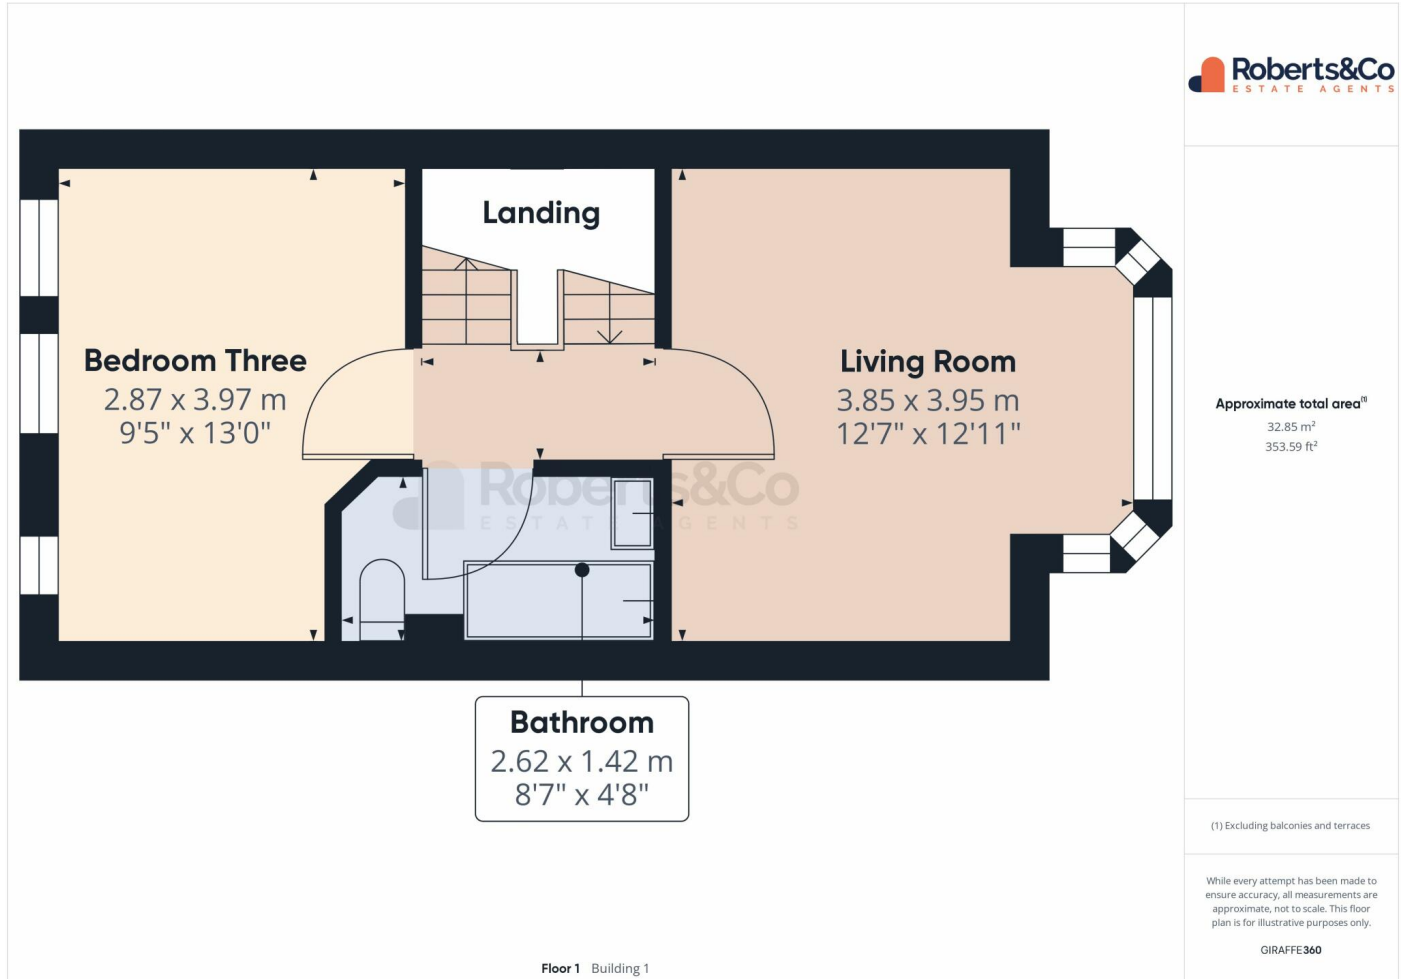 Roberts&Co
ESTATE AGENTS
Landing
Bedroom Three
2.87 x 3.97 m
9'5" x 13'0"
Living Room
3.85 x 3.95 m
12'7" x 12'11"
Roberts&Co
ESTATE AGENTS
Bathroom
2.62 x 1.42 m
8'7" x 4'8"
Approximate total area(1)
32.85 m²
353.59 ft²
(1) Excluding balconies and terraces
While every attempt has been made to
ensure accuracy, all measurements are
approximate, not to scale. This floor
plan is for illustrative purposes only.
GIRAFFE360
Floor 1 Building 1